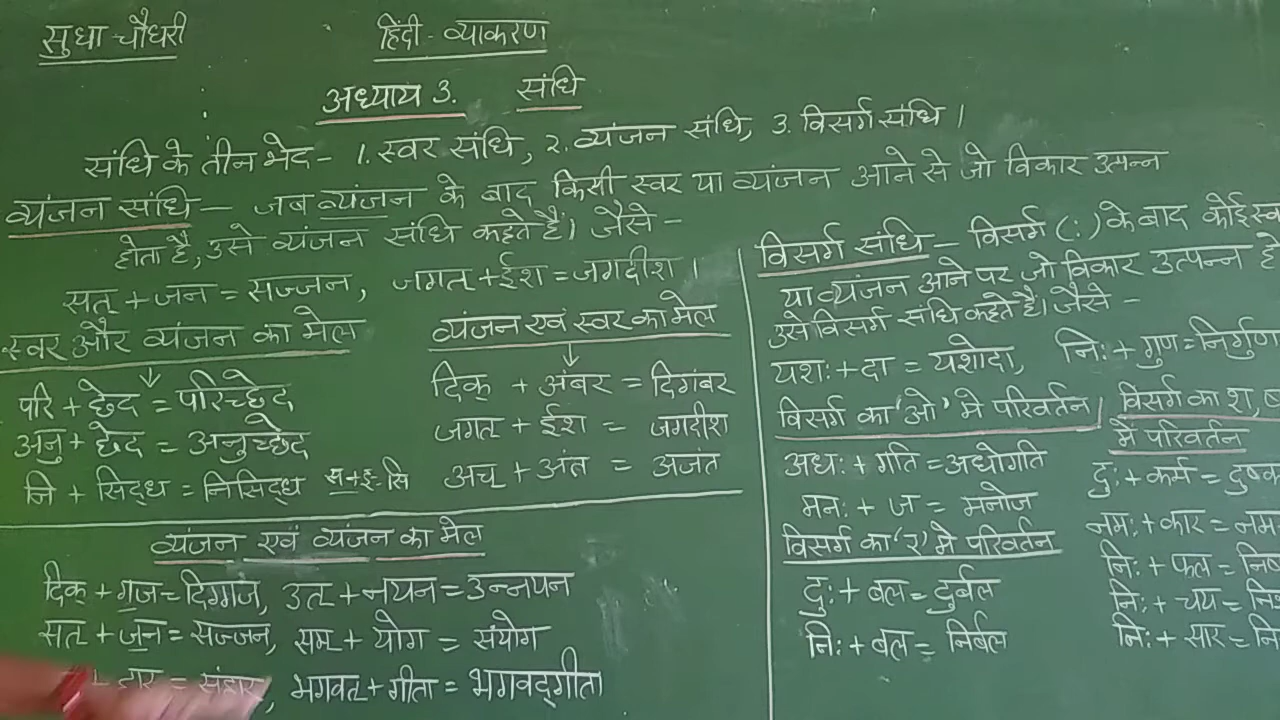 सुधा चौधरी
हिंदी - व्याकरण
अध्याय 3. संधि
संधि के तीन भेद - 1. स्वर संधि, 2. व्यंजन संधि, 3. विसर्ग संधि ।
व्यंजन संधि - जब व्यंजन के बाद किसी स्वर या व्यंजन आने से जो विकार उत्पन्न
होता है, उसे व्यंजन संधि कहते हैं। जैसे -
सत् + जन = सज्जन, जगत् + ईश = जगदीश ।
स्वर और व्यंजन का मेल
परि + छेद = परिच्छेद
अनु + छेद = अनुच्छेद
नि + सिद्ध = निसिद्ध स + इ - सि
व्यंजन एवं स्वर का मेल
दिक् + अंबर = दिगंबर
जगत् + ईश = जगदीश
अच् + अंत = अजंत
व्यंजन एवं व्यंजन का मेल
दिक् + गज = दिग्गज, उत् + नयन = उन्नयन
सत् + जन = सज्जन, सम् + योग = संयोग
+ हार = संहार, भगवत् + गीता = भगवद्गीता
विसर्ग संधि - विसर्ग (:) के बाद कोई
या व्यंजन आने पर जो विकार उत्पन्न
उसे विसर्ग संधि कहते हैं। जैसे -
यशः + दा = यशोदा, निः + गुण = निर्गुण
विसर्ग का 'ओ' मे परिवर्तन
अधः + गति = अधोगति
मनः + ज = मनोज
विसर्ग का 'र्' मे परिवर्तन
दुः + बल = दुर्बल
निः + बल = निर्बल
विसर्ग का श,
में परिवर्तन
दुः + कर्म =
नमः + कार =
निः + फल =
निः + चय =
निः + सार =